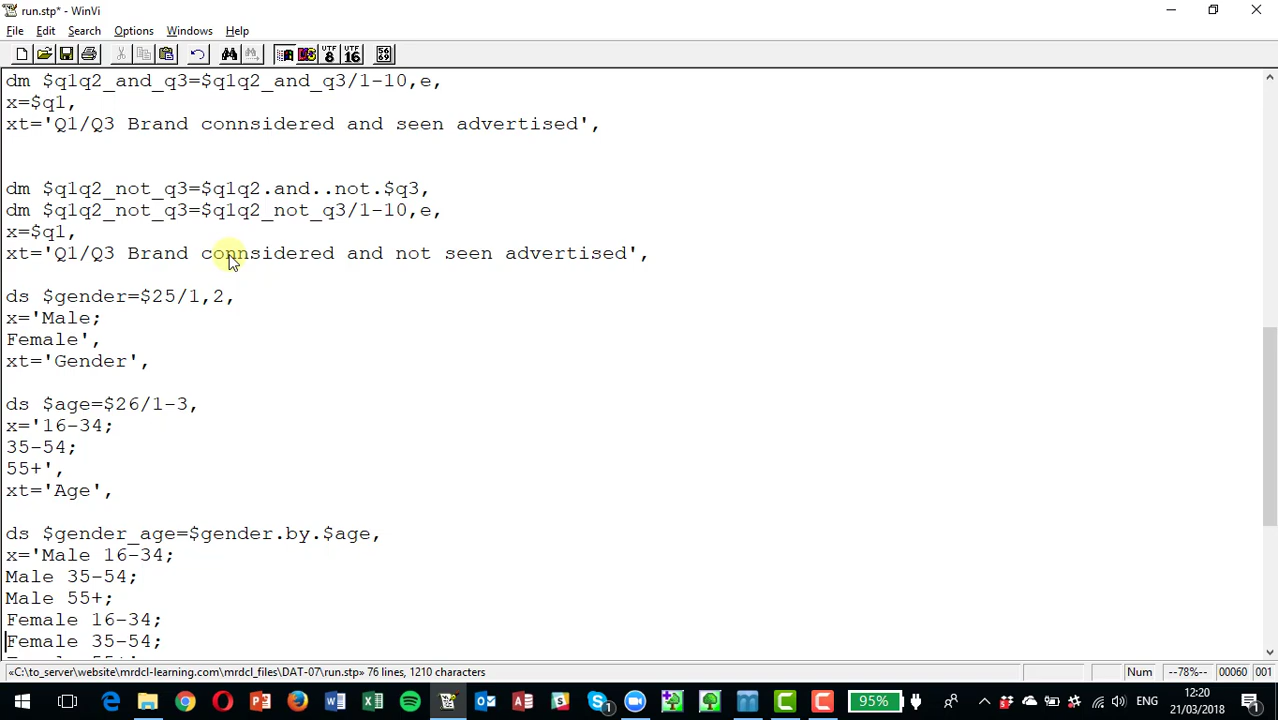 run.stp* - WinVi
File Edit Search Options Windows Help
UTF 8 UTF 16
dm $q1q2_and_q3=$q1q2_and_q3/1-10,e,
x=$q1,
xt='Q1/Q3 Brand connsidered and seen advertised',
dm $q1q2_not_q3=$q1q2.and..not.$q3,
dm $q1q2_not_q3=$q1q2_not_q3/1-10,e,
x=$q1,
xt='Q1/Q3 Brand connsidered and not seen advertised',
ds $gender=$25/1,2,
x='Male;
Female',
xt='Gender',
ds $age=$26/1-3,
x='16-34;
35-54;
55+',
xt='Age',
ds $gender_age=$gender.by.$age,
x='Male 16-34;
Male 35-54;
Male 55+;
Female 16-34;
Female 35-54;
«C:\to_server\website\mrdcl-learning.com\mrdcl_files\DAT-07\run.stp» 76 lines, 1210 characters
Num -78%-- 00060 001
95% ENG 12:20
21/03/2018